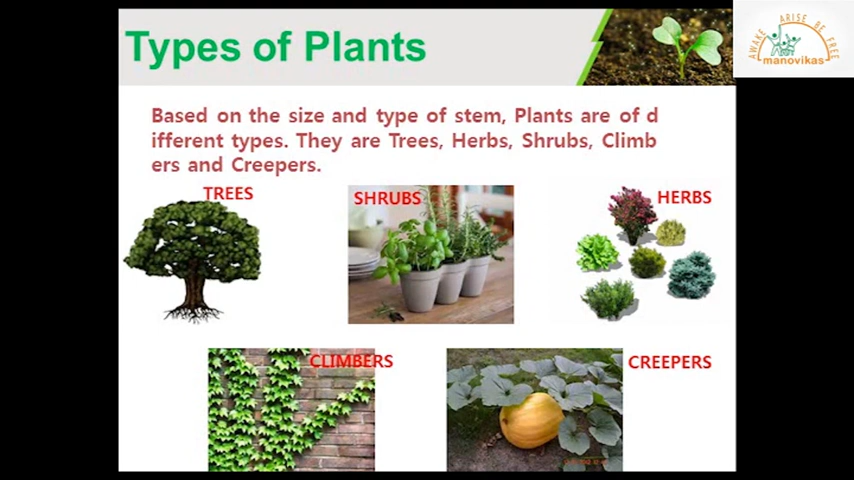 Types of Plants
AWAKE ARISE BE FREE
manovikas
Based on the size and type of stem, Plants are of d
ifferent types. They are Trees, Herbs, Shrubs, Climb
ers and Creepers.
TREES
SHRUBS
HERBS
CLIMBERS
CREEPERS